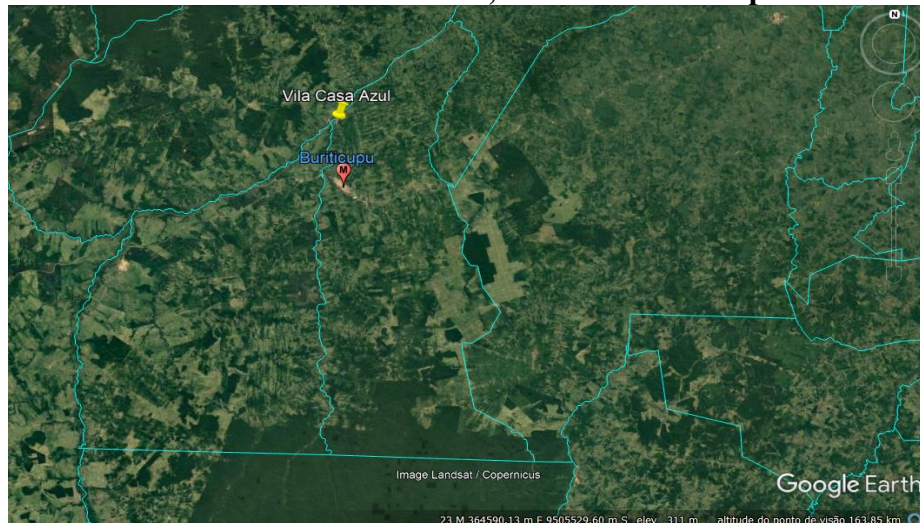 N
Vila Casa Azul
Buriticupu
M
Image Landsat / Copernicus
Google Earth
23 M 364590.13 m E 9505529.60 m S elev 311 m altitude do ponto de visão 163.85 km